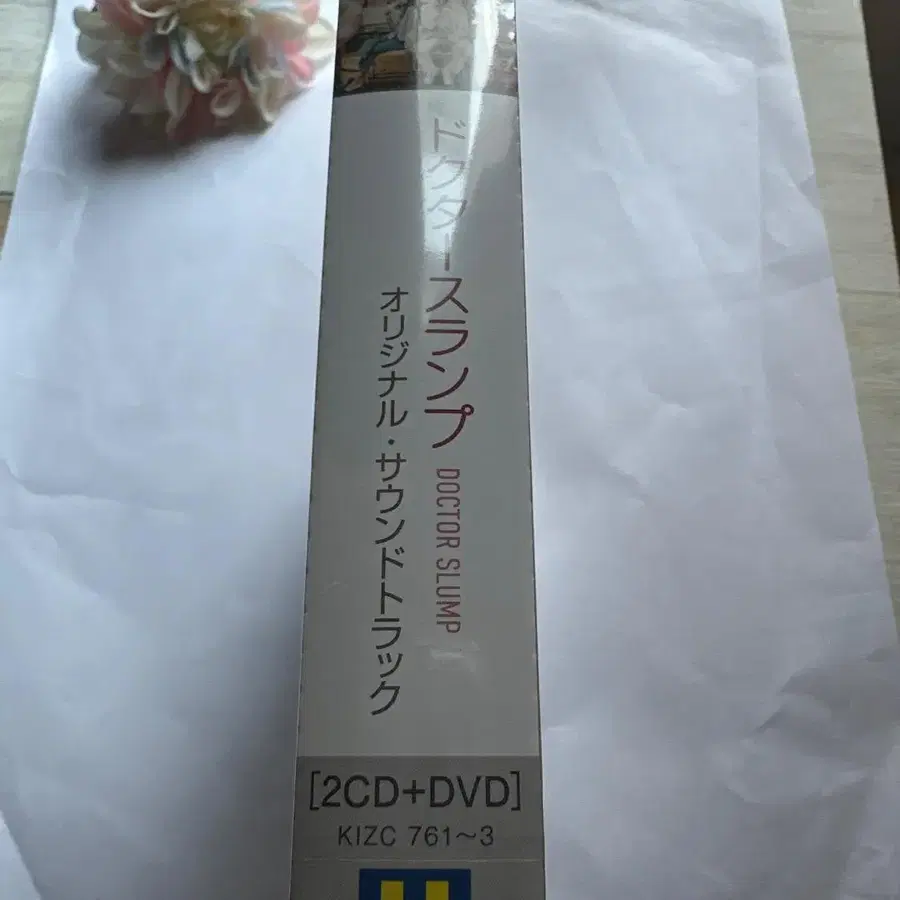 ドクタースランプ DOCTOR SLUMP
オリジナル・サウンドトラック
[2CD+DVD]
KIZC 761～3